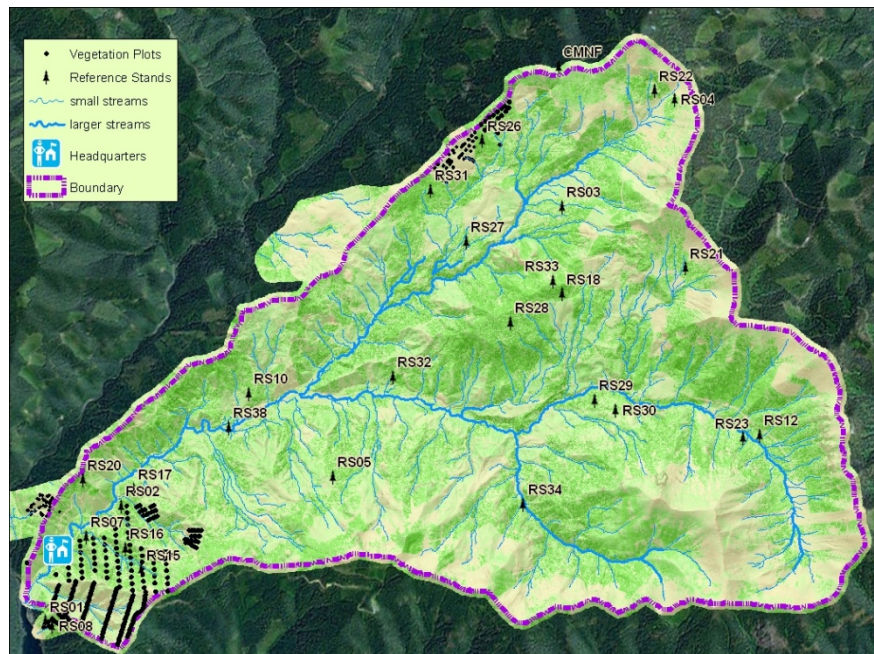 Vegetation Plots
Reference Stands
small streams
larger streams
Headquarters
Boundary
CMNF
RS22
RS04
RS26
RS31
RS03
RS27
RS21
RS33
RS18
RS28
RS32
RS10
RS29
RS30
RS38
RS23
RS12
RS20
RS17
RS05
RS02
RS34
RS07
RS16
RS15
RS01
RS08